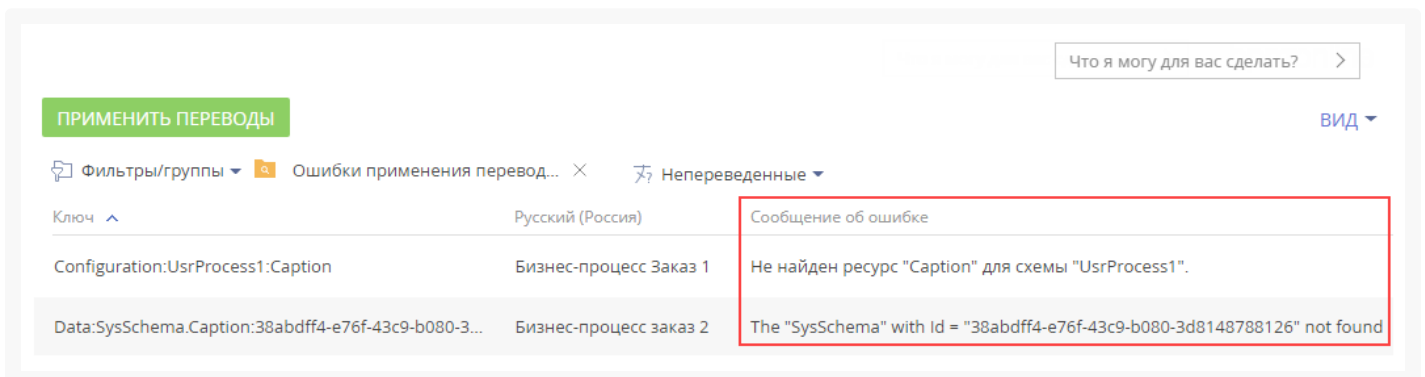 Что я могу для вас сделать?
ПРИМЕНИТЬ ПЕРЕВОДЫ ВИД
Фильтры/группы Ошибки применения перевод... Непереведенные
Ключ Русский (Россия) Сообщение об ошибке
Configuration:UsrProcess1:Caption Бизнес-процесс Заказ 1 Не найден ресурс "Caption" для схемы "UsrProcess1".
Data:SysSchema.Caption:38abdff4-e76f-43c9-b080-3... Бизнес-процесс заказ 2 The "SysSchema" with Id = "38abdff4-e76f-43c9-b080-3d8148788126" not found